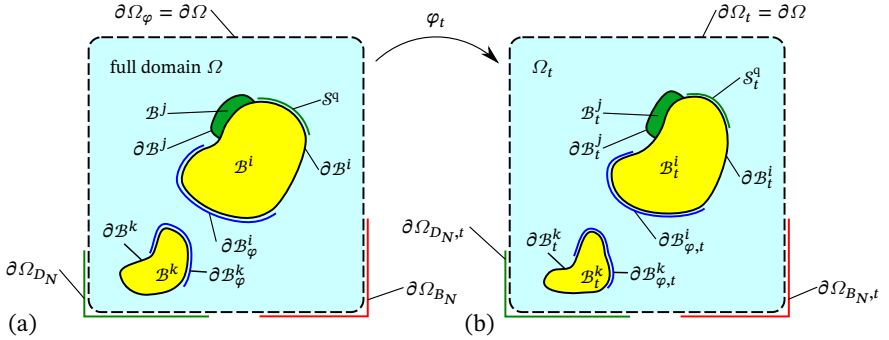 ∂Ω_φ = ∂Ω
φ_t
∂Ω_t = ∂Ω
full domain Ω
𝓑^j
𝓢^q
∂𝓑^j
𝓑^i
∂𝓑^i
∂𝓑^k
∂𝓑_φ^i
∂Ω_{D_N}
𝓑^k
∂𝓑_φ^k
∂Ω_{B_N}
(a)
Ω_t
𝓢_t^q
𝓑_t^j
∂𝓑_t^j
𝓑_t^i
∂𝓑_t^i
∂Ω_{D_N,t}
∂𝓑_t^k
∂𝓑_{φ,t}^i
𝓑_t^k
∂𝓑_{φ,t}^k
∂Ω_{B_N,t}
(b)